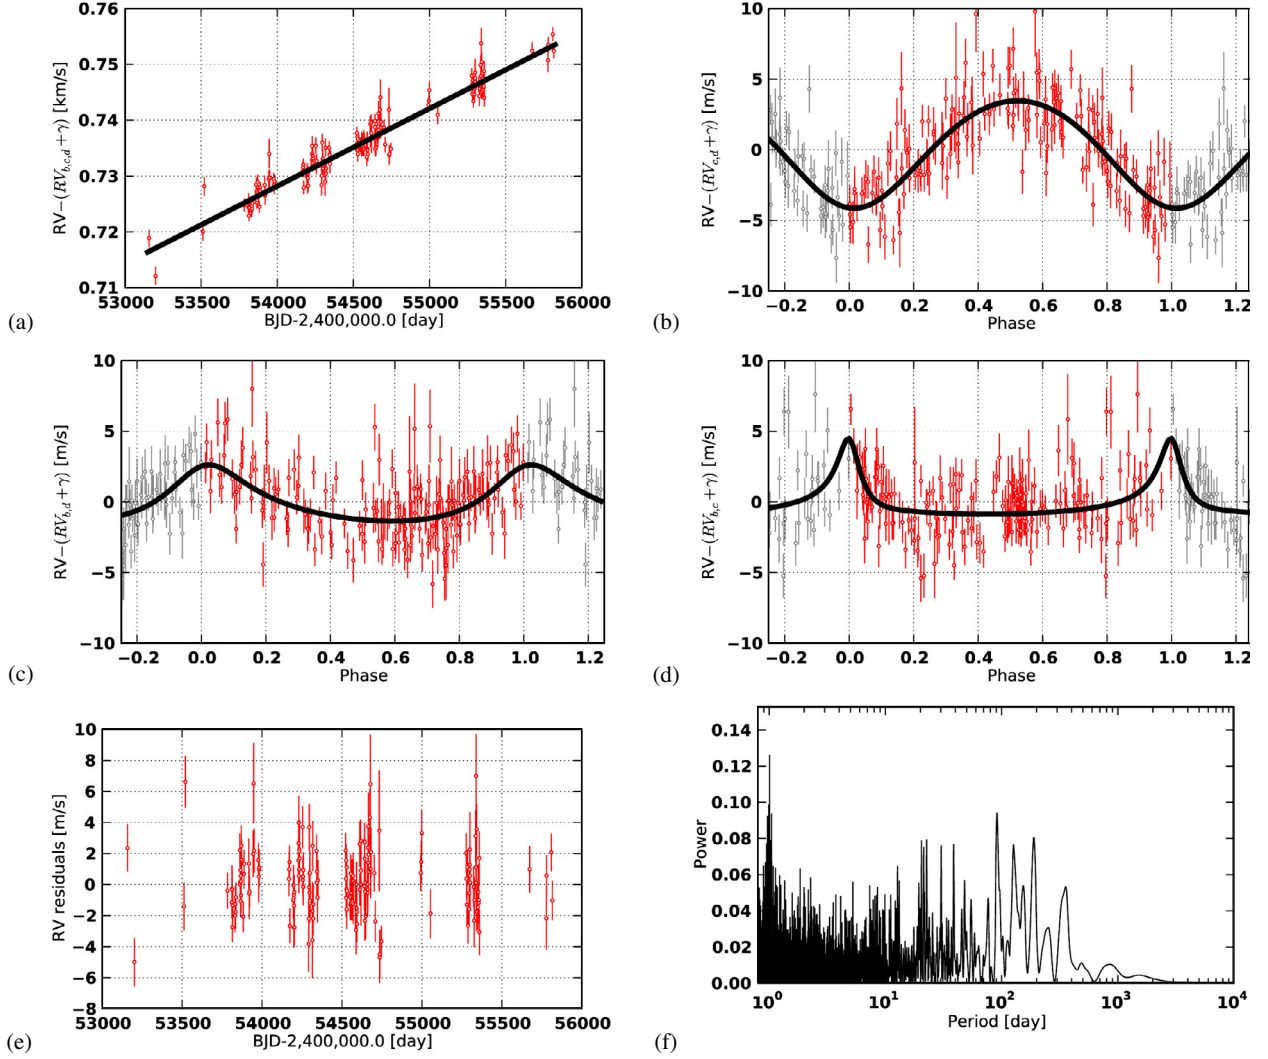 0.76
0.75
0.74
0.73
0.72
0.71
RV−(RV_{b,c,d}+γ) [km/s]
53000 53500 54000 54500 55000 55500 56000
BJD-2,400,000.0 [day]
(a)
10
5
0
−5
−10
RV−(RV_{c,d}+γ) [m/s]
−0.2 0.0 0.2 0.4 0.6 0.8 1.0 1.2
Phase
(b)
10
5
0
−5
−10
RV−(RV_{b,d}+γ) [m/s]
−0.2 0.0 0.2 0.4 0.6 0.8 1.0 1.2
Phase
(c)
10
5
0
−5
−10
RV−(RV_{b,c}+γ) [m/s]
−0.2 0.0 0.2 0.4 0.6 0.8 1.0 1.2
Phase
(d)
10
8
6
4
2
0
−2
−4
−6
−8
RV residuals [m/s]
53000 53500 54000 54500 55000 55500 56000
BJD-2,400,000.0 [day]
(e)
0.14
0.12
0.10
0.08
0.06
0.04
0.02
0.00
Power
10^0 10^1 10^2 10^3 10^4
Period [day]
(f)